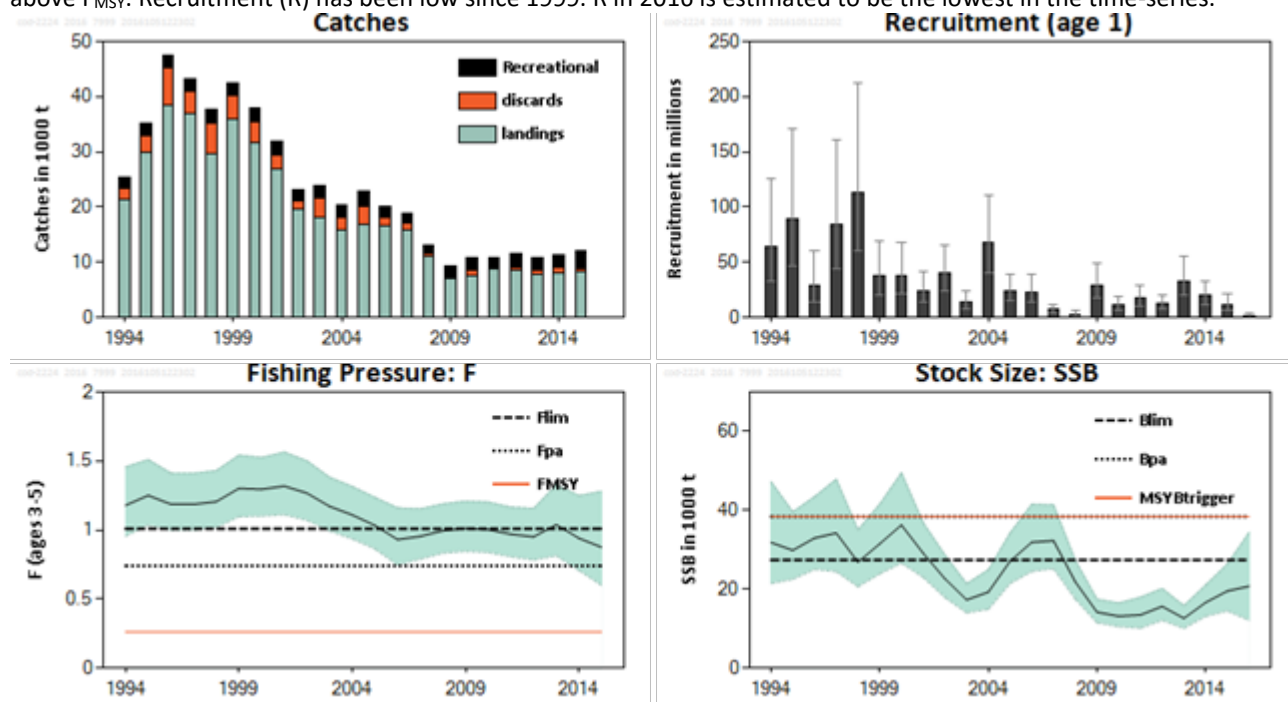 above FMSY. Recruitment (R) has been low since 1999. R in 2016 is estimated to be the lowest in the time-series.
Catches
50
40
30
20
10
0
Catches in 1000 t
Recreational
discards
landings
1994
1999
2004
2009
2014
Recruitment (age 1)
250
200
150
100
50
0
Recruitment in millions
1994
1999
2004
2009
2014
Fishing Pressure: F
2
1.5
1
0.5
0
F (ages 3-5)
Flim
Fpa
FMSY
1994
1999
2004
2009
2014
Stock Size: SSB
60
40
20
0
SSB in 1000 t
Blim
Bpa
MSYBtrigger
1994
1999
2004
2009
2014